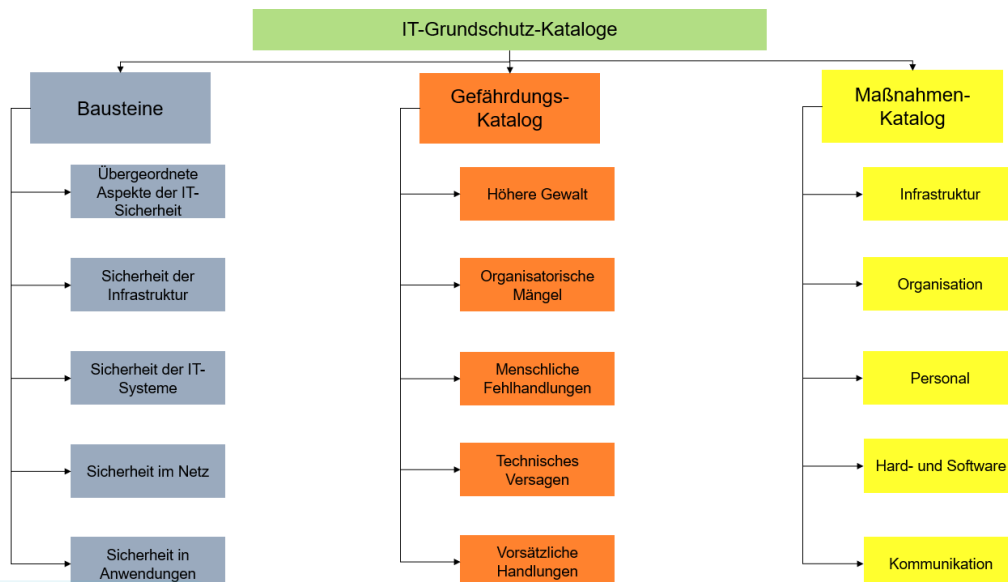 IT-Grundschutz-Kataloge
Bausteine
Übergeordnete
Aspekte der IT-
Sicherheit
Sicherheit der
Infrastruktur
Sicherheit der IT-
Systeme
Sicherheit im Netz
Sicherheit in
Anwendungen
Gefährdungs-
Katalog
Höhere Gewalt
Organisatorische
Mängel
Menschliche
Fehlhandlungen
Technisches
Versagen
Vorsätzliche
Handlungen
Maßnahmen-
Katalog
Infrastruktur
Organisation
Personal
Hard- und Software
Kommunikation